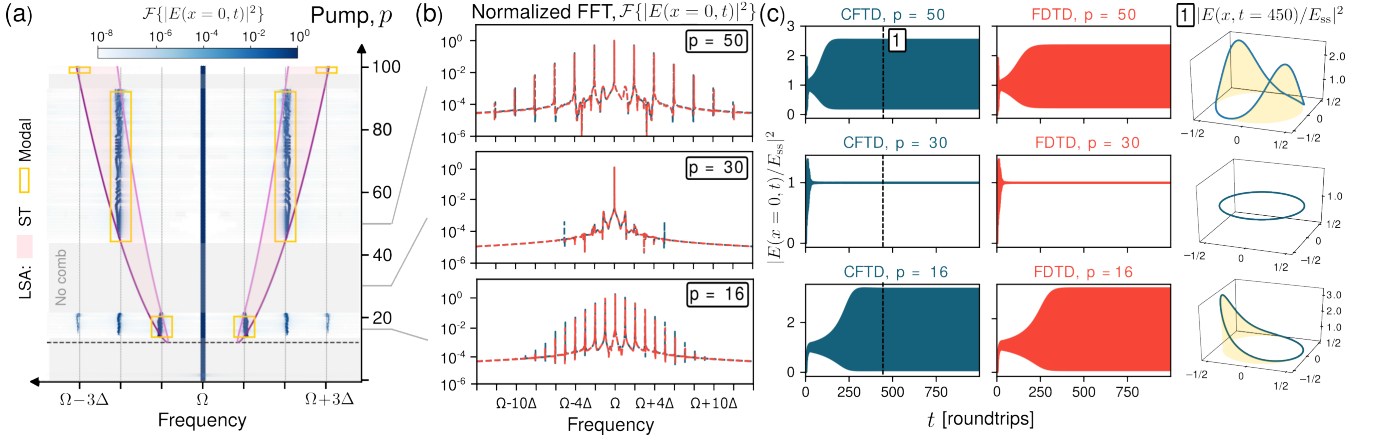 (a)
F{|E(x = 0, t)|²}
10⁻⁸ 10⁻⁶ 10⁻⁴ 10⁻² 10⁰
Pump, p
LSA: ST Modal
No comb
100
80
60
40
20
0
Ω−3Δ Ω Ω+3Δ
Frequency
(b)
Normalized FFT, F{|E(x = 0, t)|²}
p = 50
10⁰
10⁻²
10⁻⁴
10⁻⁶
p = 30
10⁰
10⁻²
10⁻⁴
10⁻⁶
p = 16
10⁰
10⁻²
10⁻⁴
10⁻⁶
Ω-10Δ Ω-4Δ Ω Ω+4Δ Ω+10Δ
Frequency
(c)
|E(x = 0, t)/E_ss|²
CFTD, p = 50
3
2
1
0
1
FDTD, p = 50
CFTD, p = 30
1
0
FDTD, p = 30
CFTD, p = 16
2
0
0 250 500 750
FDTD, p = 16
0 250 500 750
t [roundtrips]
1 |E(x, t = 450)/E_ss|²
2.0
1.0
1/2
0
−1/2
−1/2 0 1/2
1.0
1/2
0
−1/2
−1/2 0 1/2
3.0
2.0
1.0
1/2
0
−1/2
−1/2 0 1/2